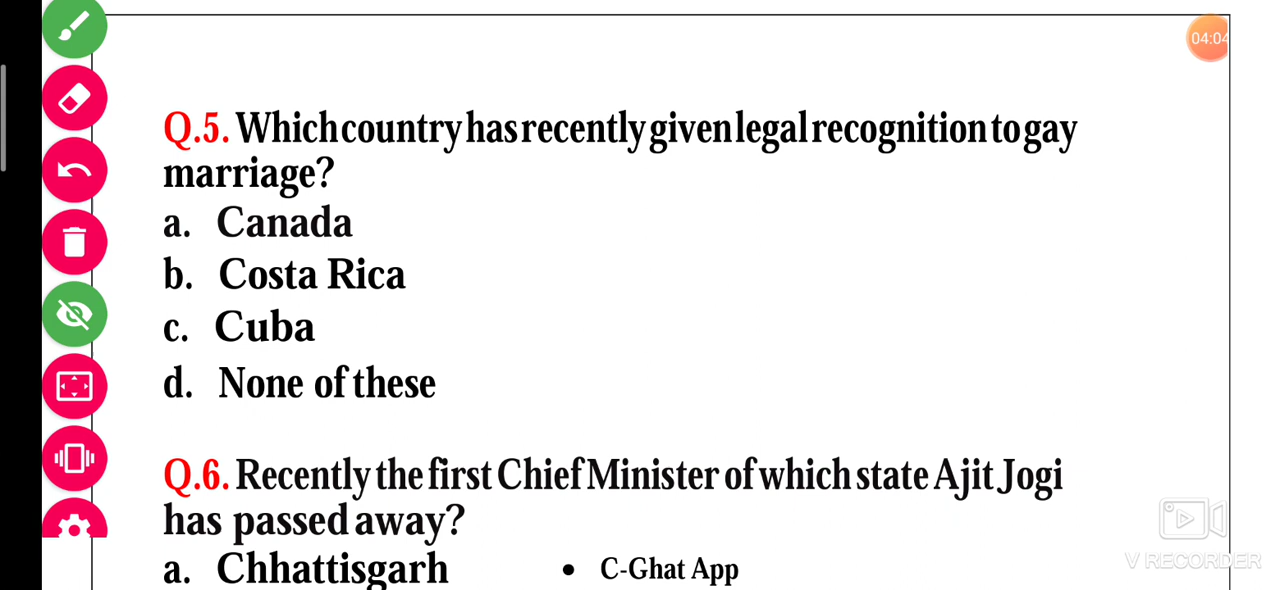 04:04
Q.5. Which country has recently given legal recognition to gay
marriage?
a. Canada
b. Costa Rica
c. Cuba
d. None of these
Q.6. Recently the first Chief Minister of which state Ajit Jogi
has passed away?
a. Chhattisgarh
• C-Ghat App
V RECORDER